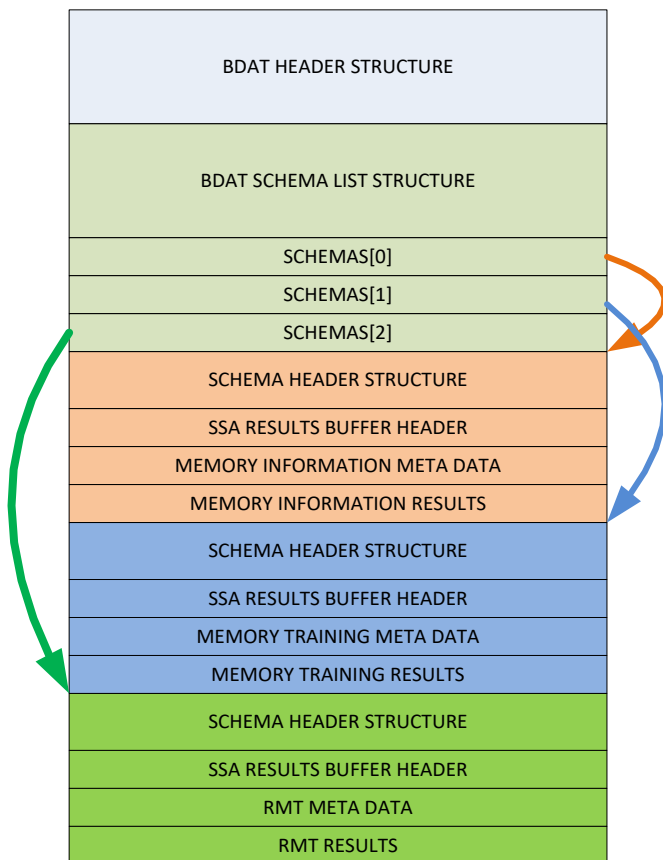 BDAT HEADER STRUCTURE
BDAT SCHEMA LIST STRUCTURE
SCHEMAS[0]
SCHEMAS[1]
SCHEMAS[2]
SCHEMA HEADER STRUCTURE
SSA RESULTS BUFFER HEADER
MEMORY INFORMATION META DATA
MEMORY INFORMATION RESULTS
SCHEMA HEADER STRUCTURE
SSA RESULTS BUFFER HEADER
MEMORY TRAINING META DATA
MEMORY TRAINING RESULTS
SCHEMA HEADER STRUCTURE
SSA RESULTS BUFFER HEADER
RMT META DATA
RMT RESULTS